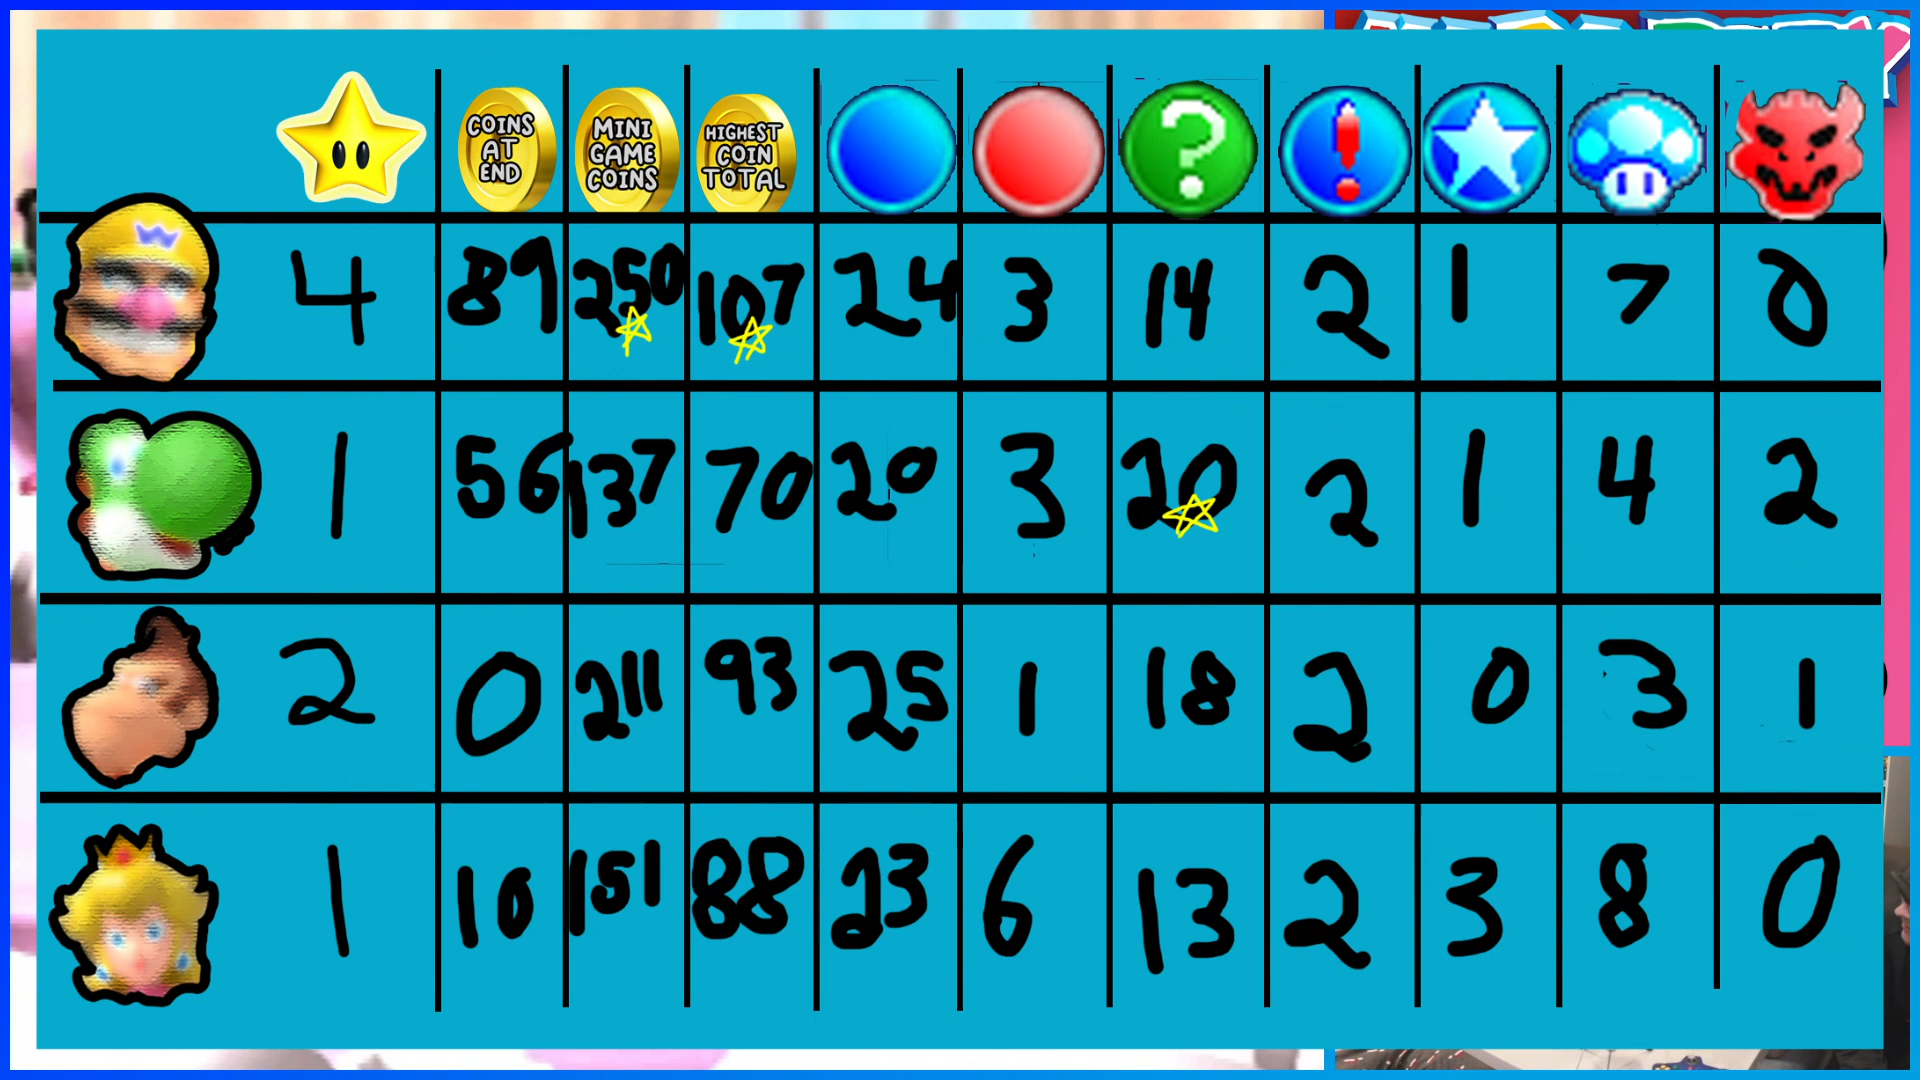 COINS AT END
MINI GAME COINS
HIGHEST COIN TOTAL
?
!
W
4 89 250 107 24 3 14 2 1 7 0
1 56 137 70 20 3 20 2 1 4 2
2 0 211 93 25 1 18 2 0 3 1
1 10 151 88 23 6 13 2 3 8 0